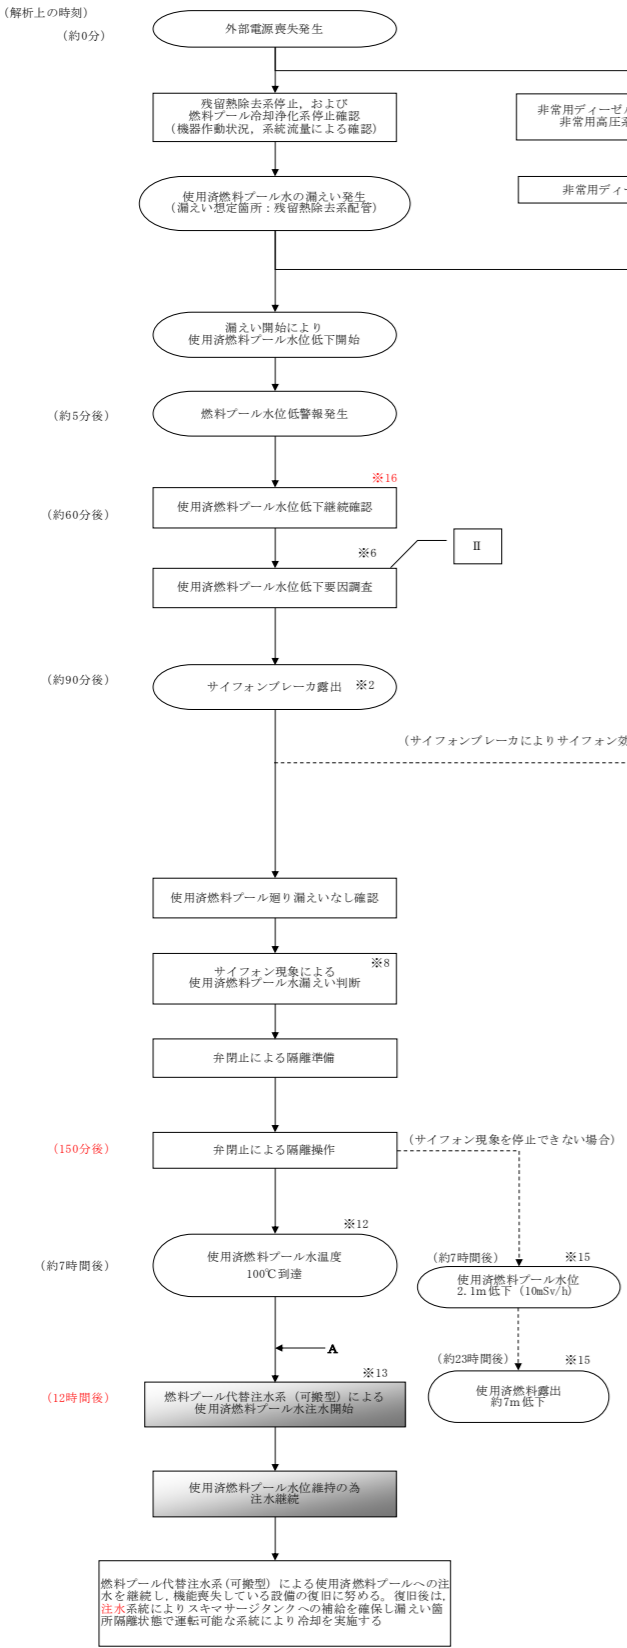 (解析上の時刻)
(約0分)
外部電源喪失発生
残留熱除去系停止，および
燃料プール冷却浄化系停止確認
(機器作動状況，系統流量による確認)
非常用ディーゼル
非常用高圧系
使用済燃料プール水の漏えい発生
(漏えい想定箇所：残留熱除去系配管)
非常用ディー
漏えい開始により
使用済燃料プール水位低下開始
(約5分後)
燃料プール水位低警報発生
※16
(約60分後)
使用済燃料プール水位低下継続確認
※6
Ⅱ
使用済燃料プール水位低下要因調査
(約90分後)
サイフォンブレーカ露出 ※2
(サイフォンブレーカによりサイフォン効
使用済燃料プール廻り漏えいなし確認
※8
サイフォン現象による
使用済燃料プール水漏えい判断
弁閉止による隔離準備
(150分後)
弁閉止による隔離操作
(サイフォン現象を停止できない場合)
※12
(約7時間後)
使用済燃料プール水温度
100℃到達
(約7時間後)
※15
使用済燃料プール水位
2.1m低下 (10mSv/h)
A
※13
(12時間後)
燃料プール代替注水系 (可搬型) による
使用済燃料プール水注水開始
(約23時間後)
※15
使用済燃料露出
約7m低下
使用済燃料プール水位維持の為
注水継続
燃料プール代替注水系(可搬型) による使用済燃料プールへの注
水を継続し，機能喪失している設備の復旧に努める。復旧後は，
注水系統によりスキマサージタンクへの補給を確保し漏えい箇
所隔離状態で運転可能な系統により冷却を実施する